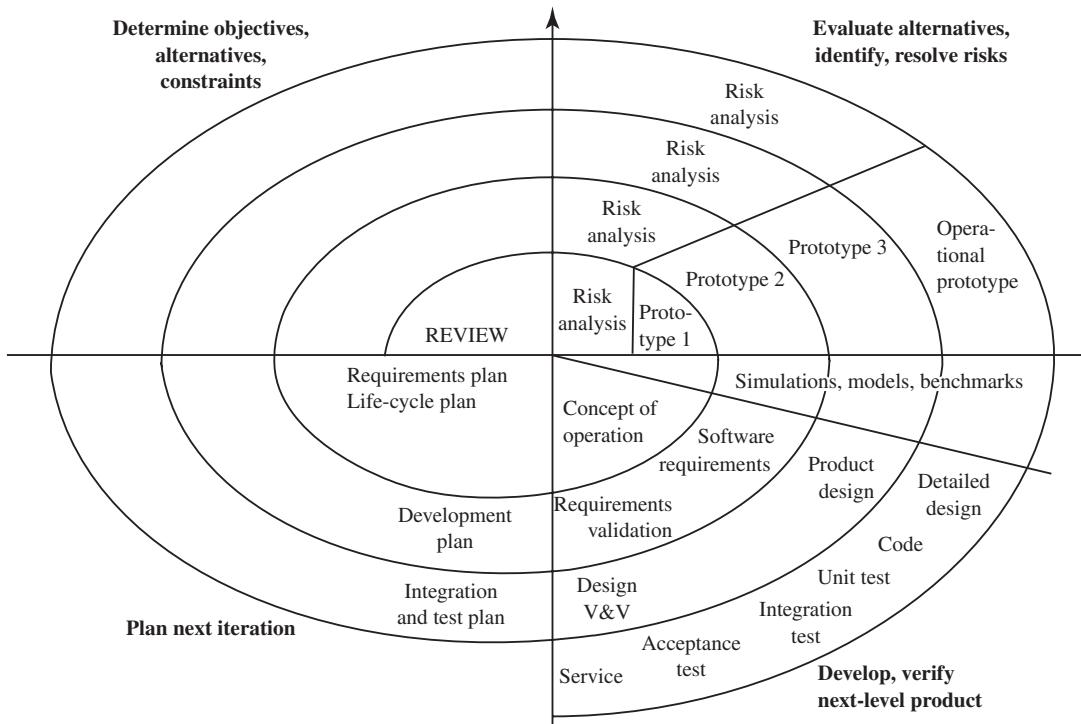 Determine objectives,
alternatives,
constraints
Evaluate alternatives,
identify, resolve risks
Risk
analysis
Risk
analysis
Risk
analysis
Risk
analysis
Proto-
type 1
Prototype 2
Prototype 3
Opera-
tional
prototype
REVIEW
Requirements plan
Life-cycle plan
Simulations, models, benchmarks
Concept of
operation
Software
requirements
Product
design
Detailed
design
Development
plan
Requirements
validation
Code
Unit test
Integration
and test plan
Design
V&V
Integration
test
Acceptance
test
Service
Plan next iteration
Develop, verify
next-level product